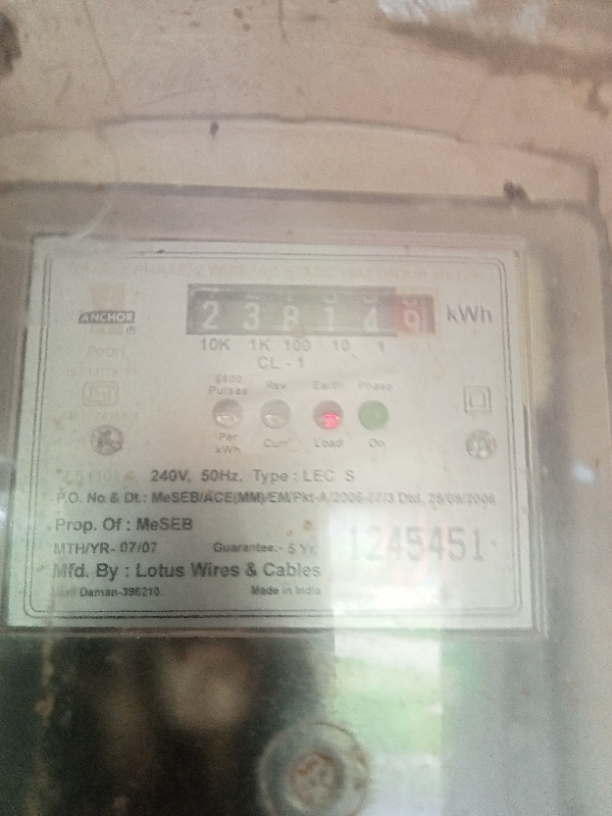 ANCHOR
®
Pearl
2 3 8 1 4 9 kWh
10K 1K 100 10 1
CL - 1
6400 Pulses Rev Earth Phase
Per kWh Curr. Load On
240V, 50Hz. Type : LEC S
P.O. No. & Dt.: MeSEB/ACE(MM)/EM/Pkt-A/2006-07/3 Dtd.
Prop. Of : MeSEB
MTH/YR- 07/07 Guarantee:- 5 Yr.
1245451
Mfd. By : Lotus Wires & Cables
Daman-396210. Made in India